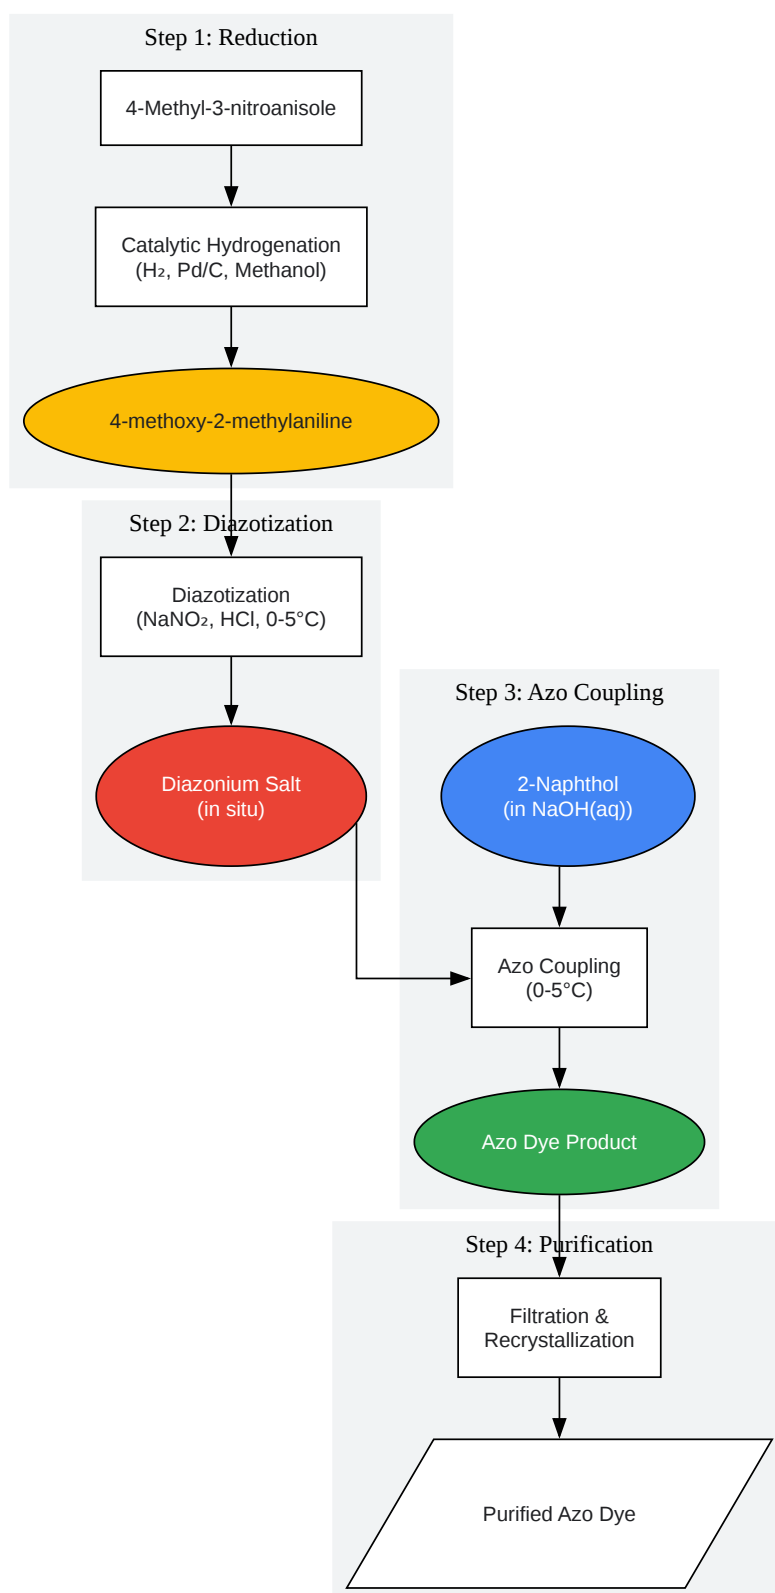 Step 1: Reduction
4-Methyl-3-nitroanisole
Catalytic Hydrogenation
(H₂, Pd/C, Methanol)
4-methoxy-2-methylaniline
Step 2: Diazotization
Diazotization
(NaNO₂, HCl, 0-5°C)
Diazonium Salt
(in situ)
Step 3: Azo Coupling
2-Naphthol
(in NaOH(aq))
Azo Coupling
(0-5°C)
Azo Dye Product
Step 4: Purification
Filtration &
Recrystallization
Purified Azo Dye